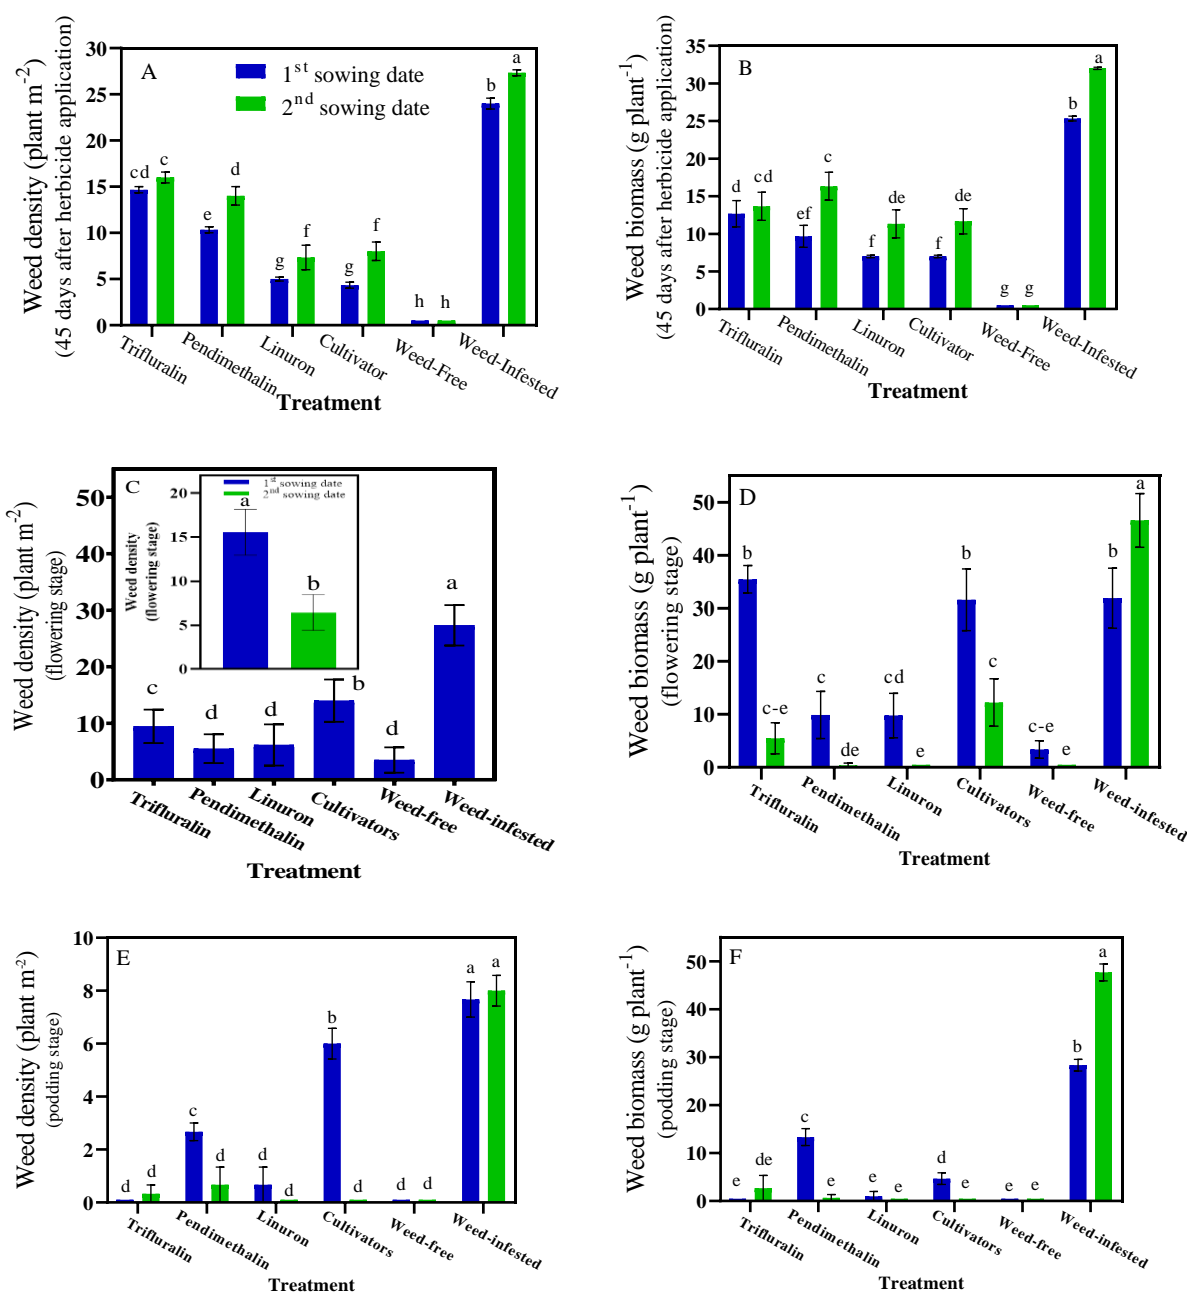 A
1st sowing date
2nd sowing date
Weed density (plant m-2)
(45 days after herbicide application)
30
25
20
15
10
5
0
cd
c
e
d
g
f
g
f
h
h
b
a
Trifluralin
Pendimethalin
Linuron
Cultivator
Weed-Free
Weed-Infested
Treatment
B
Weed biomass (g plant-1)
(45 days after herbicide application)
35
30
25
20
15
10
5
0
d
cd
ef
c
f
de
f
de
g
g
b
a
Trifluralin
Pendimethalin
Linuron
Cultivator
Weed-Free
Weed-Infested
Treatment
C
Weed density (plant m-2)
(flowering stage)
50
40
30
20
10
0
1st sowing date
2nd sowing date
Weed density
(flowering stage)
20
15
10
5
0
a
b
c
d
d
b
d
a
Trifluralin
Pendimethalin
Linuron
Cultivators
Weed-free
Weed-infested
Treatment
D
Weed biomass (g plant-1)
(flowering stage)
50
40
30
20
10
0
b
c-e
c
de
cd
e
b
c
c-e
e
b
a
Trifluralin
Pendimethalin
Linuron
Cultivators
Weed-free
Weed-infested
Treatment
E
Weed density (plant m-2)
(podding stage)
10
8
6
4
2
0
d
d
c
d
d
d
b
d
d
d
a
a
Trifluralin
Pendimethalin
Linuron
Cultivators
Weed-free
Weed-infested
Treatment
F
Weed biomass (g plant-1)
(podding stage)
50
40
30
20
10
0
e
de
c
e
e
e
d
e
e
e
b
a
Trifluralin
Pendimethalin
Linuron
Cultivators
Weed-free
Weed-infested
Treatment